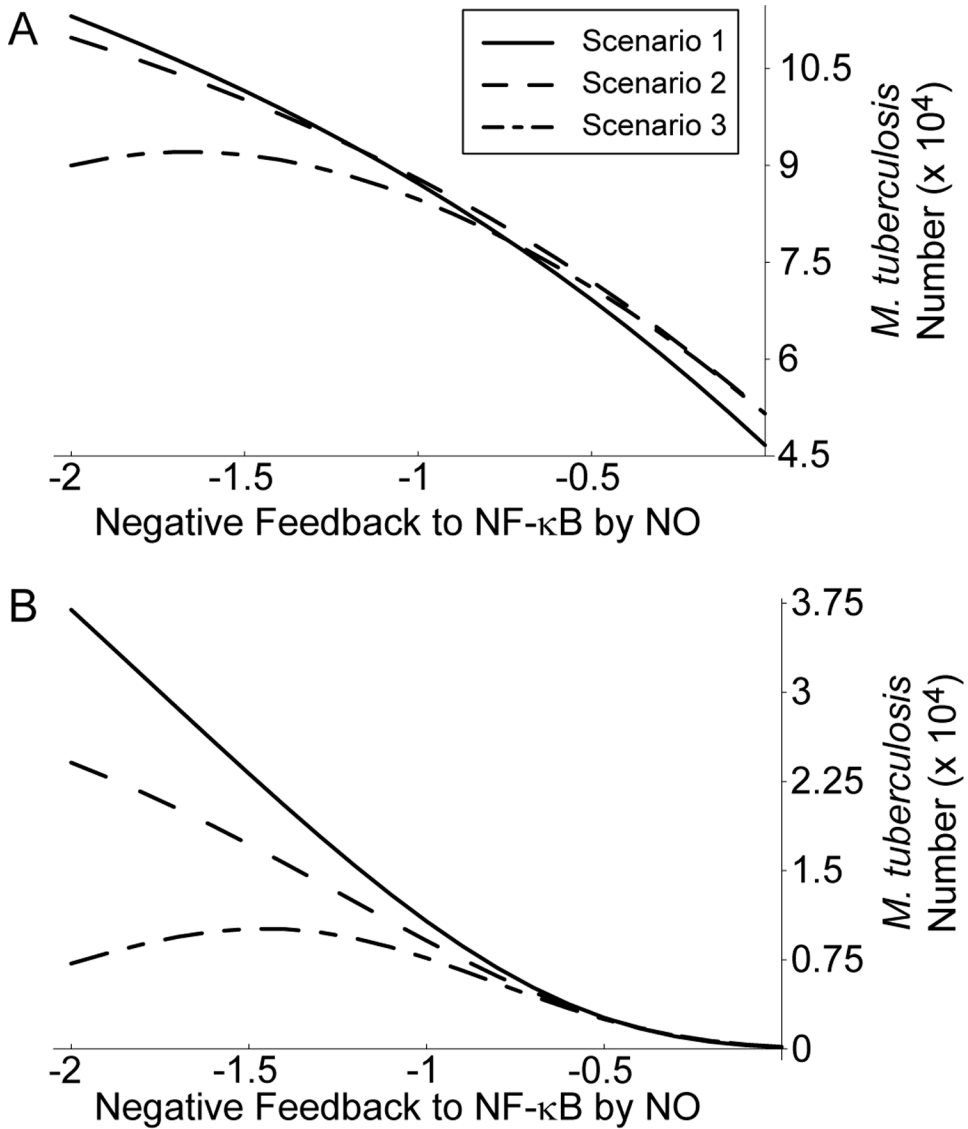 A
Scenario 1
Scenario 2
Scenario 3
10.5
9
7.5
6
4.5
M. tuberculosis
Number (x 10⁴)
-2
-1.5
-1
-0.5
Negative Feedback to NF-κB by NO
B
3.75
3
2.25
1.5
0.75
0
M. tuberculosis
Number (x 10⁴)
-2
-1.5
-1
-0.5
Negative Feedback to NF-κB by NO